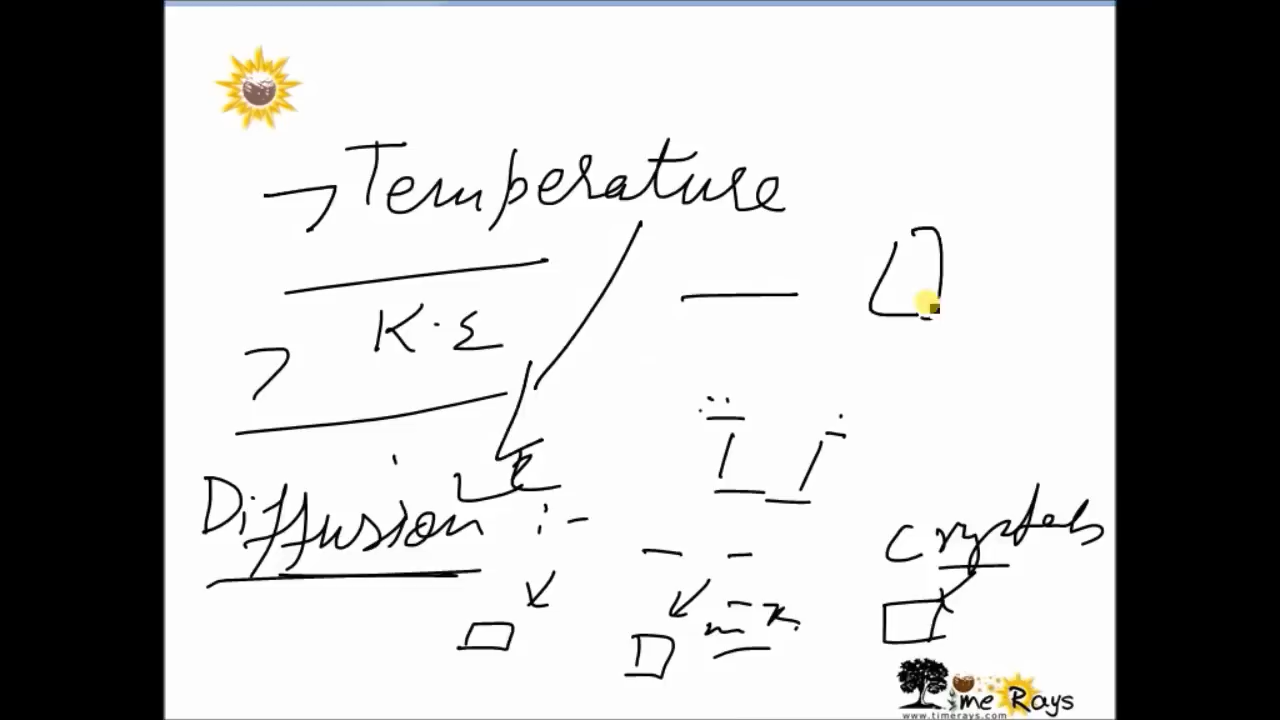 Temperature
K.E
Diffusion :-
Crystals
Time Rays
www.timerays.com